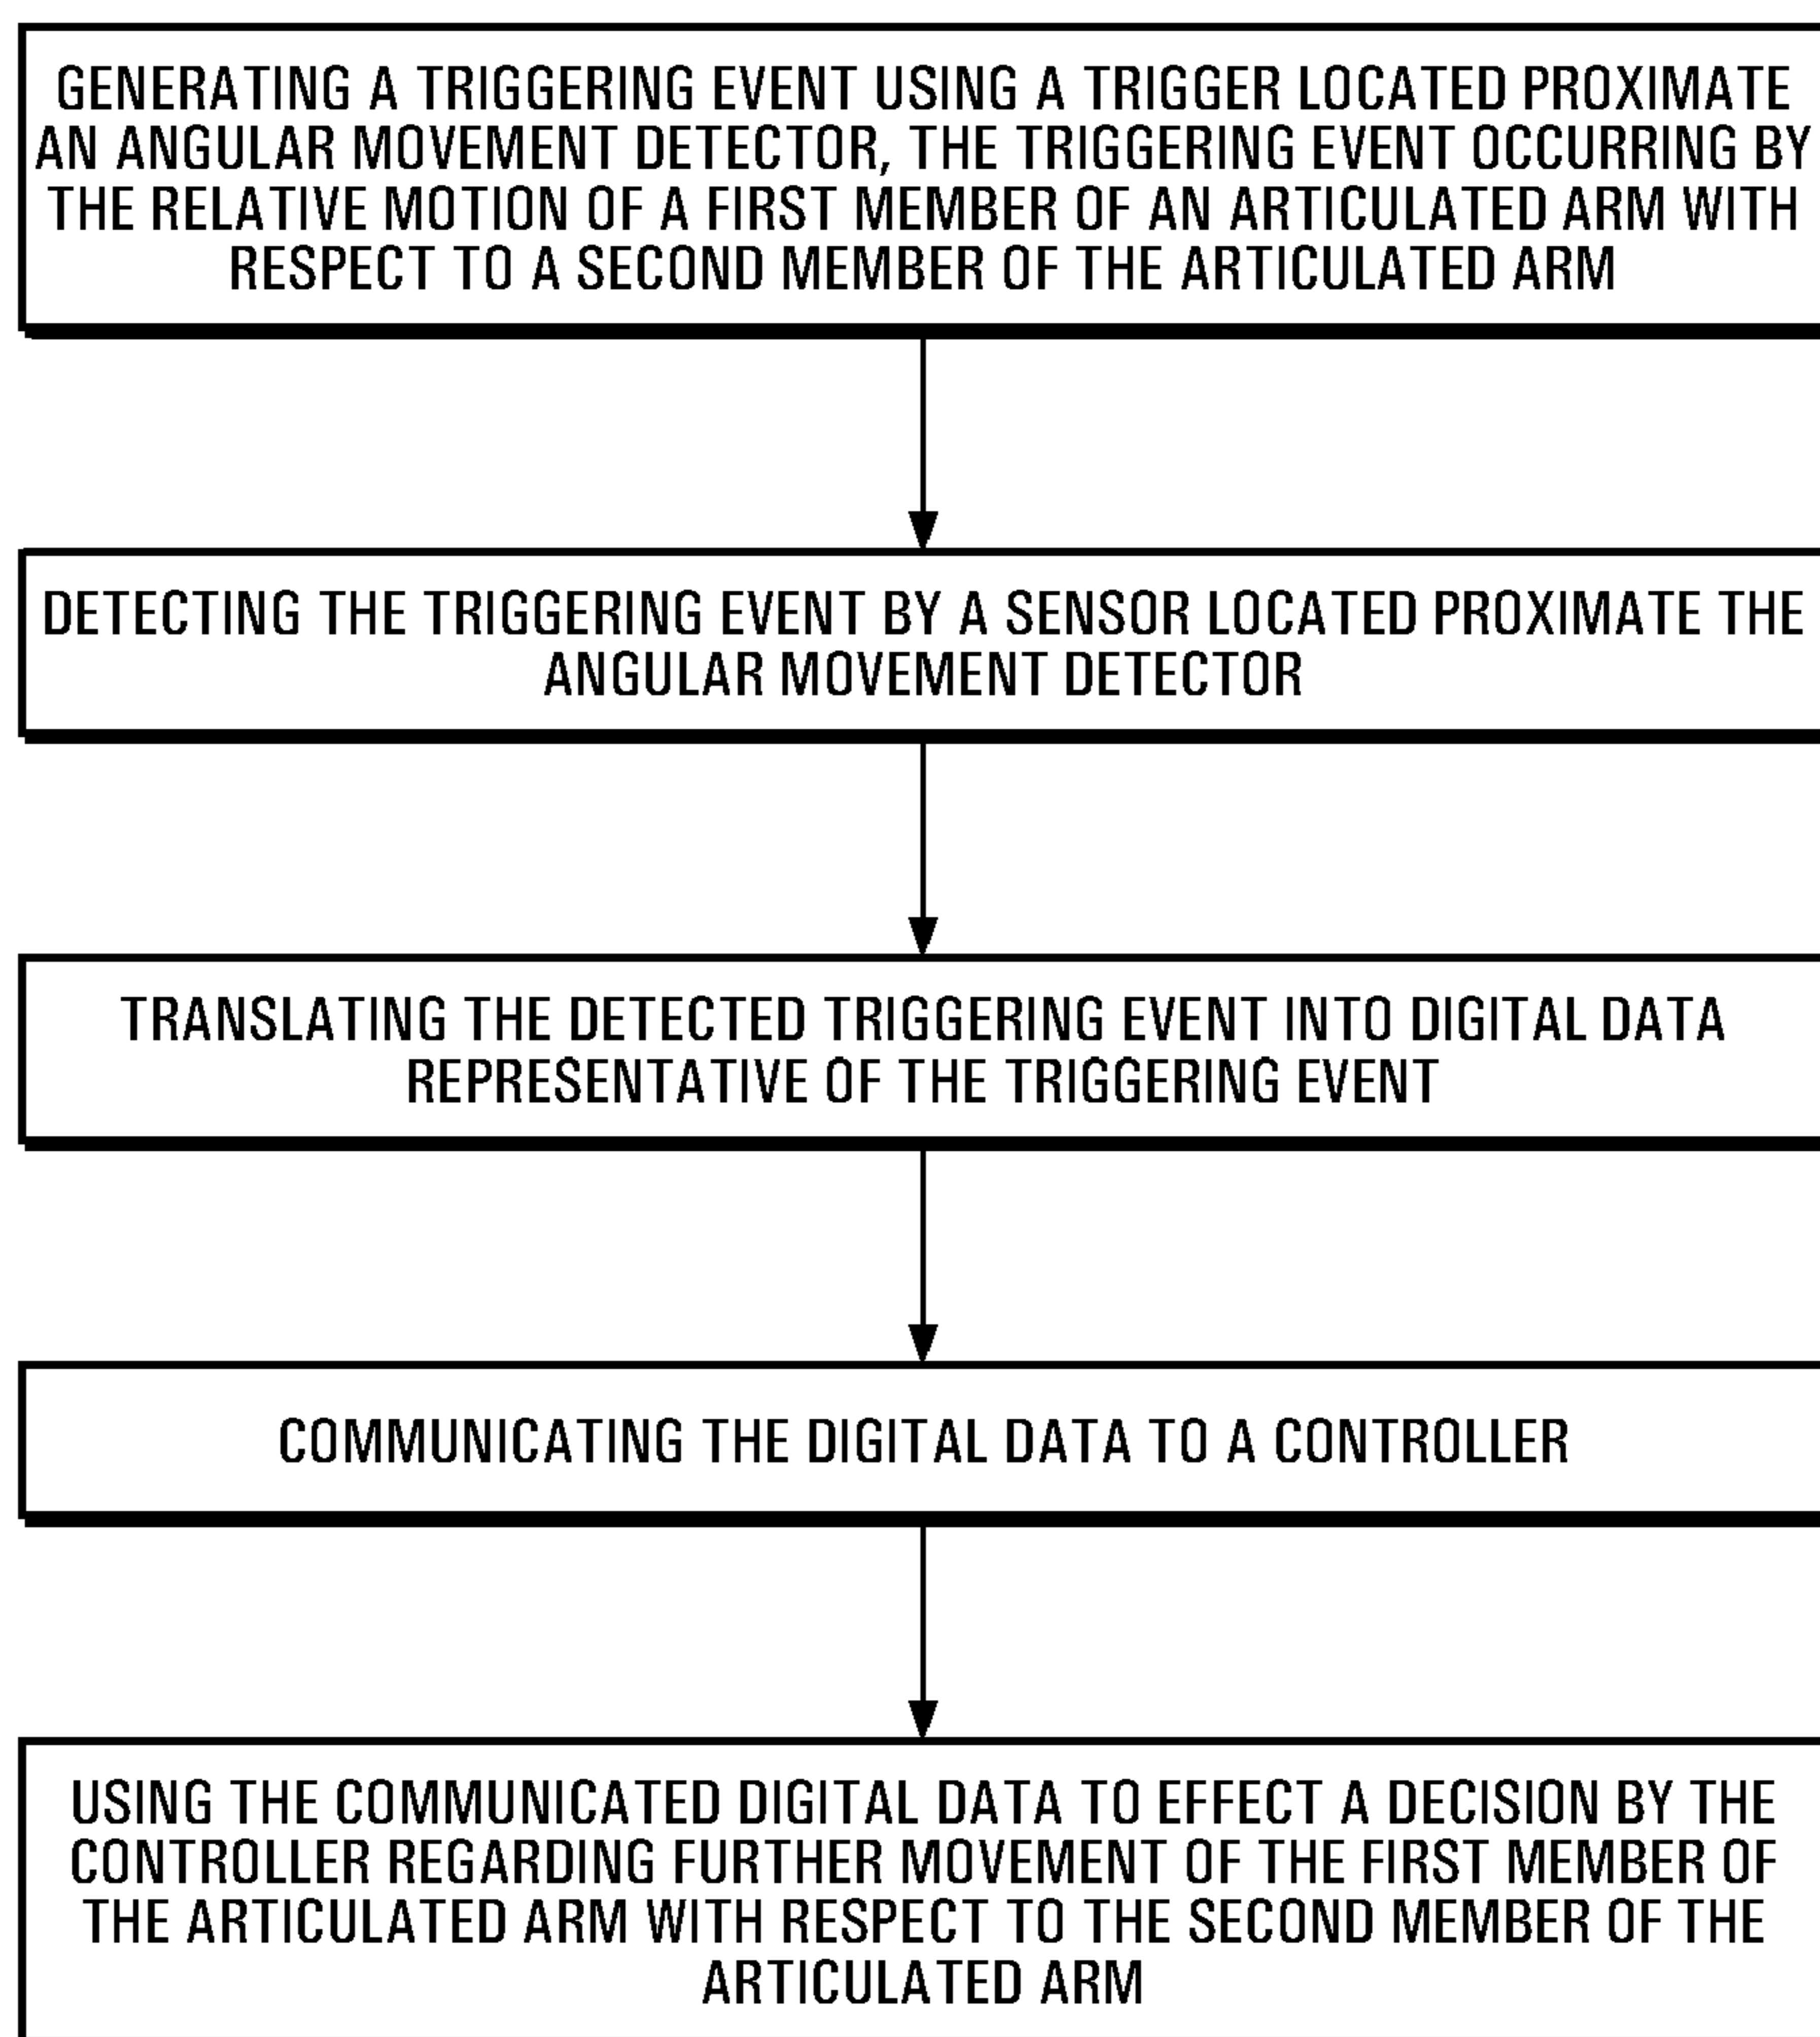 GENERATING A TRIGGERING EVENT USING A TRIGGER LOCATED PROXIMATE
AN ANGULAR MOVEMENT DETECTOR, THE TRIGGERING EVENT OCCURRING BY
THE RELATIVE MOTION OF A FIRST MEMBER OF AN ARTICULATED ARM WITH
RESPECT TO A SECOND MEMBER OF THE ARTICULATED ARM
DETECTING THE TRIGGERING EVENT BY A SENSOR LOCATED PROXIMATE THE
ANGULAR MOVEMENT DETECTOR
TRANSLATING THE DETECTED TRIGGERING EVENT INTO DIGITAL DATA
REPRESENTATIVE OF THE TRIGGERING EVENT
COMMUNICATING THE DIGITAL DATA TO A CONTROLLER
USING THE COMMUNICATED DIGITAL DATA TO EFFECT A DECISION BY THE
CONTROLLER REGARDING FURTHER MOVEMENT OF THE FIRST MEMBER OF
THE ARTICULATED ARM WITH RESPECT TO THE SECOND MEMBER OF THE
ARTICULATED ARM